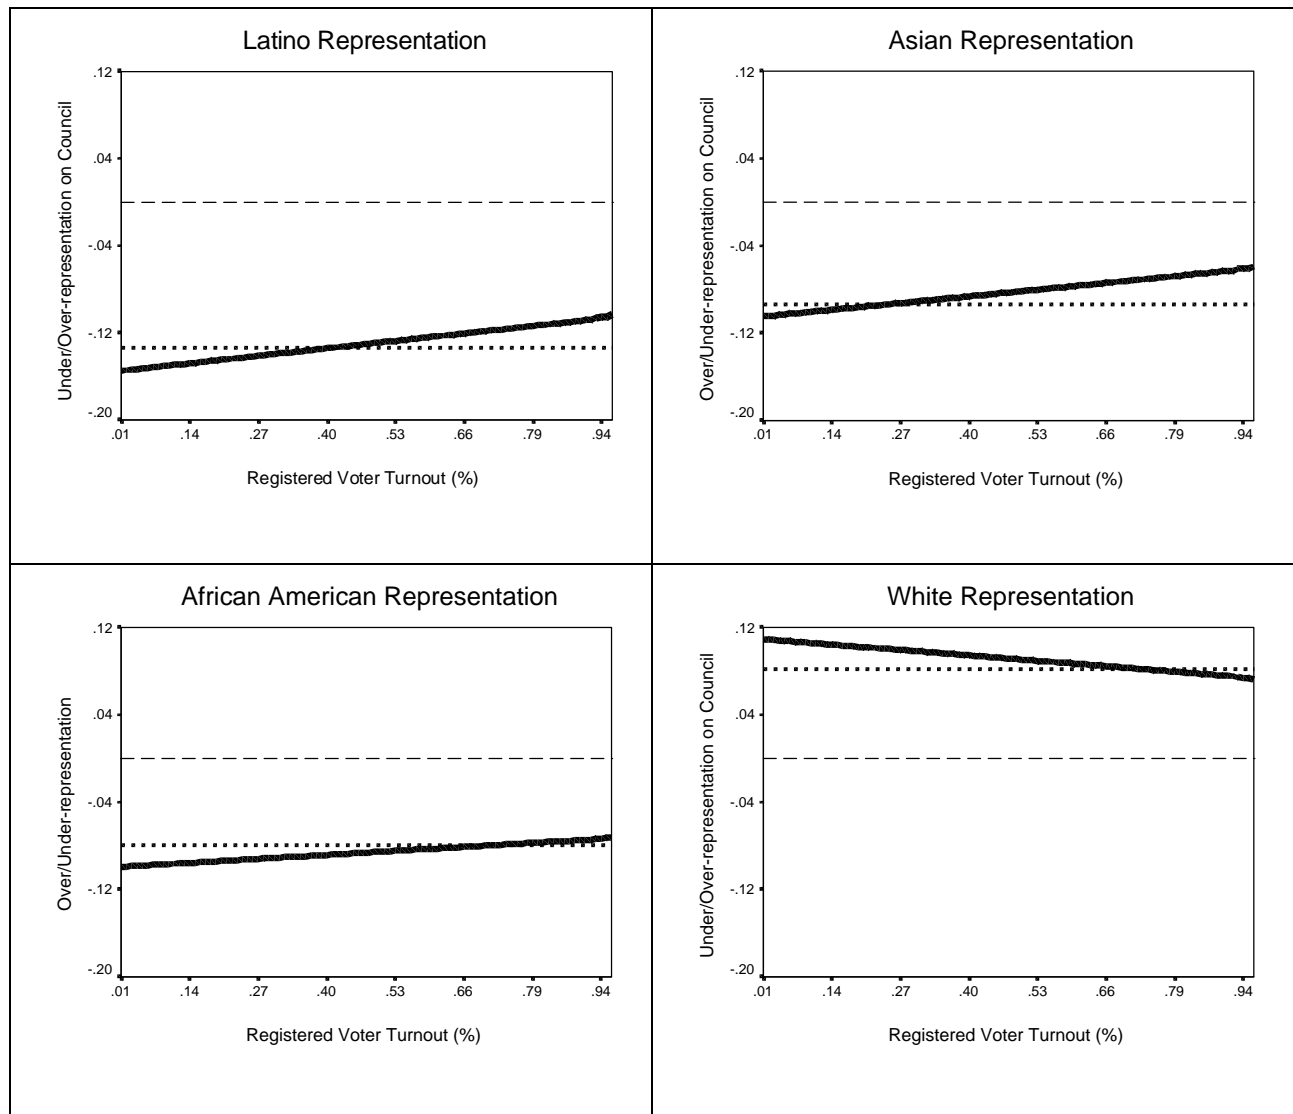 Latino Representation
Under/Over-representation on Council
.12
.04
-.04
-.12
-.20
.01 .14 .27 .40 .53 .66 .79 .94
Registered Voter Turnout (%)
Asian Representation
Over/Under-representation on Council
.12
.04
-.04
-.12
-.20
.01 .14 .27 .40 .53 .66 .79 .94
Registered Voter Turnout (%)
African American Representation
Over/Under-representation
.12
.04
-.04
-.12
-.20
.01 .14 .27 .40 .53 .66 .79 .94
Registered Voter Turnout (%)
White Representation
Under/Over-representation on Council
.12
.04
-.04
-.12
-.20
.01 .14 .27 .40 .53 .66 .79 .94
Registered Voter Turnout (%)